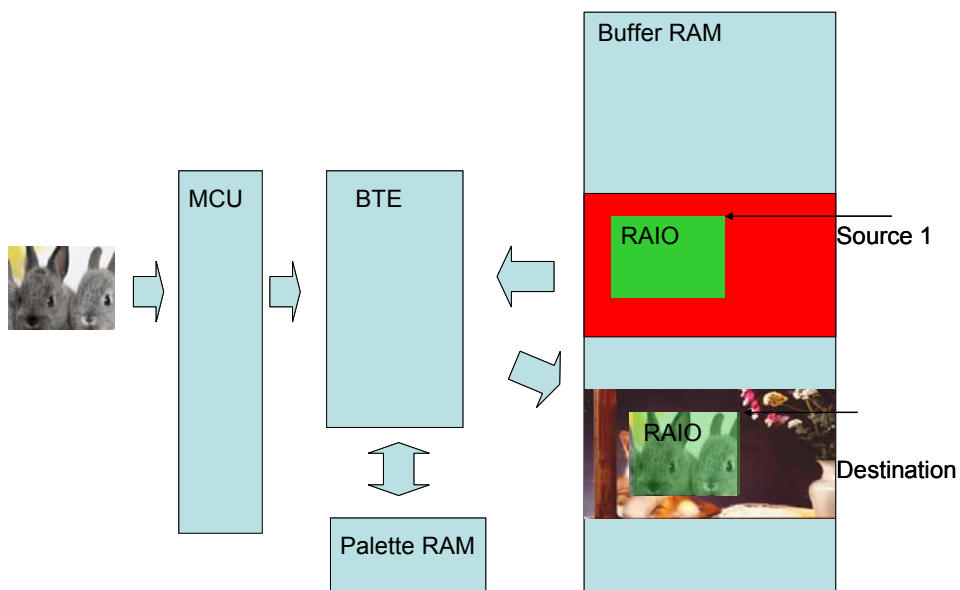 Buffer RAM
MCU
BTE
RAIO
Source 1
RAIO
Destination
Palette RAM